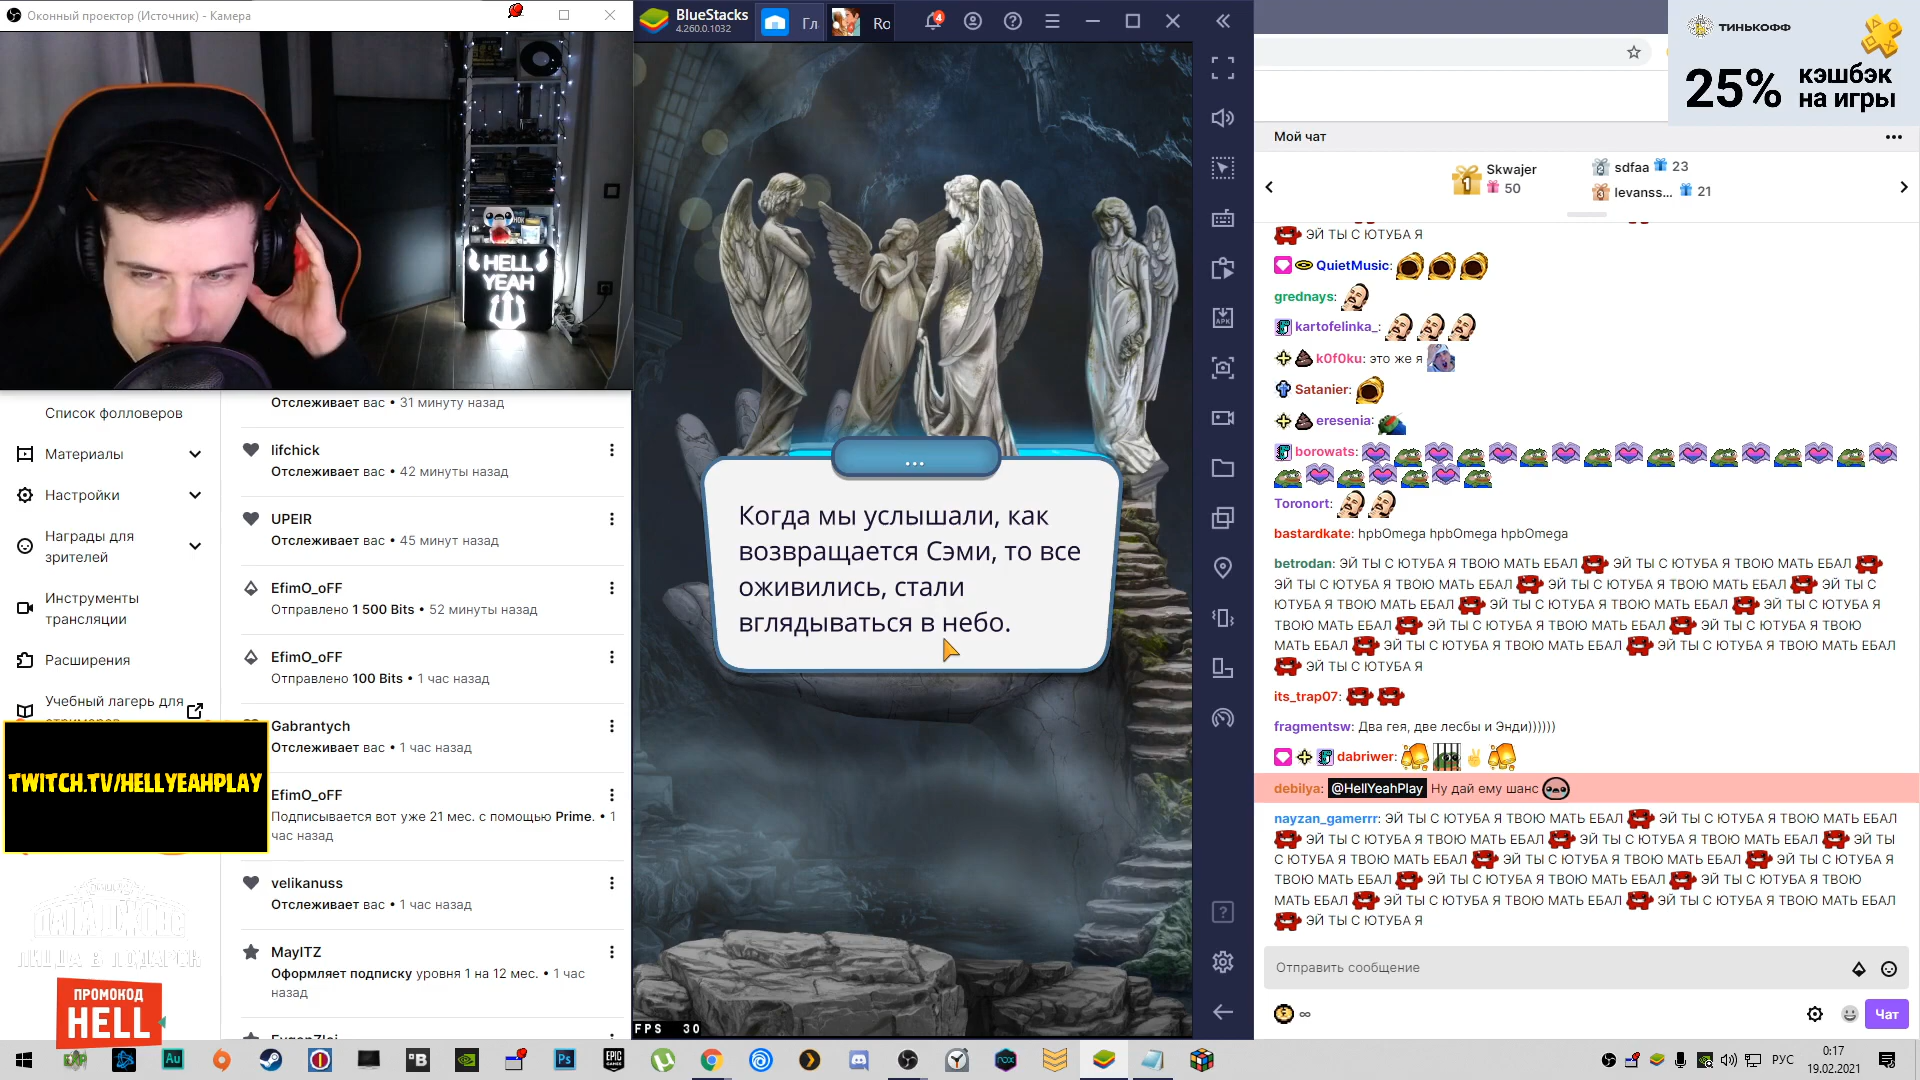 Оконный проектор (Источник) - Камера
HELL
YEAH
Список фолловеров
Материалы
Настройки
Награды для
зрителей
Инструменты
трансляции
Расширения
Учебный лагерь для
TWITCH.TV/HELLYEAHPLAY
ПИЦЦА В ПОДАРОК
ПРОМОКОД
HELL
Отслеживает вас • 31 минуту назад
lifchick
Отслеживает вас • 42 минуты назад
UPEIR
Отслеживает вас • 45 минут назад
EfimO_oFF
Отправлено 1 500 Bits • 52 минуты назад
EfimO_oFF
Отправлено 100 Bits • 1 час назад
Gabrantych
Отслеживает вас • 1 час назад
EfimO_oFF
Подписывается вот уже 21 мес. с помощью Prime. • 1
час назад
velikanuss
Отслеживает вас • 1 час назад
MayITZ
Оформляет подписку уровня 1 на 12 мес. • 1 час
назад
BlueStacks
4.260.0.1032
Гл
Ro
4
...
Когда мы услышали, как
возвращается Сэми, то все
оживились, стали
вглядываться в небо.
FPS 30
ТИНЬКОФФ
25% кэшбэк
на игры
Мой чат
1 Skwajer
50
2 sdfaa 23
3 levanss... 21
ЭЙ ТЫ С ЮТУБА Я
QuietMusic:
grednays:
kartofelinka_:
k0f0ku: это же я
Satanier:
eresenia:
borowats:
Toronort:
bastardkate: hpbOmega hpbOmega hpbOmega
betrodan: ЭЙ ТЫ С ЮТУБА Я ТВОЮ МАТЬ ЕБАЛ ЭЙ ТЫ С ЮТУБА Я ТВОЮ МАТЬ ЕБАЛ
ЭЙ ТЫ С ЮТУБА Я ТВОЮ МАТЬ ЕБАЛ ЭЙ ТЫ С ЮТУБА Я ТВОЮ МАТЬ ЕБАЛ ЭЙ ТЫ С
ЮТУБА Я ТВОЮ МАТЬ ЕБАЛ ЭЙ ТЫ С ЮТУБА Я ТВОЮ МАТЬ ЕБАЛ ЭЙ ТЫ С ЮТУБА Я
ТВОЮ МАТЬ ЕБАЛ ЭЙ ТЫ С ЮТУБА Я ТВОЮ МАТЬ ЕБАЛ ЭЙ ТЫ С ЮТУБА Я ТВОЮ
МАТЬ ЕБАЛ ЭЙ ТЫ С ЮТУБА Я ТВОЮ МАТЬ ЕБАЛ ЭЙ ТЫ С ЮТУБА Я ТВОЮ МАТЬ ЕБАЛ
ЭЙ ТЫ С ЮТУБА Я
its_trap07:
fragmentsw: Два гея, две лесбы и Энди))))))
dabriwer:
debilya: @HellYeahPlay Ну дай ему шанс
nayzan_gamerrr: ЭЙ ТЫ С ЮТУБА Я ТВОЮ МАТЬ ЕБАЛ ЭЙ ТЫ С ЮТУБА Я ТВОЮ МАТЬ ЕБАЛ
ЭЙ ТЫ С ЮТУБА Я ТВОЮ МАТЬ ЕБАЛ ЭЙ ТЫ С ЮТУБА Я ТВОЮ МАТЬ ЕБАЛ ЭЙ ТЫ
С ЮТУБА Я ТВОЮ МАТЬ ЕБАЛ ЭЙ ТЫ С ЮТУБА Я ТВОЮ МАТЬ ЕБАЛ ЭЙ ТЫ С ЮТУБА Я
ТВОЮ МАТЬ ЕБАЛ ЭЙ ТЫ С ЮТУБА Я ТВОЮ МАТЬ ЕБАЛ ЭЙ ТЫ С ЮТУБА Я ТВОЮ
МАТЬ ЕБАЛ ЭЙ ТЫ С ЮТУБА Я ТВОЮ МАТЬ ЕБАЛ ЭЙ ТЫ С ЮТУБА Я ТВОЮ МАТЬ ЕБАЛ
ЭЙ ТЫ С ЮТУБА Я
Отправить сообщение
∞
Чат
РУС
0:17
19.02.2021